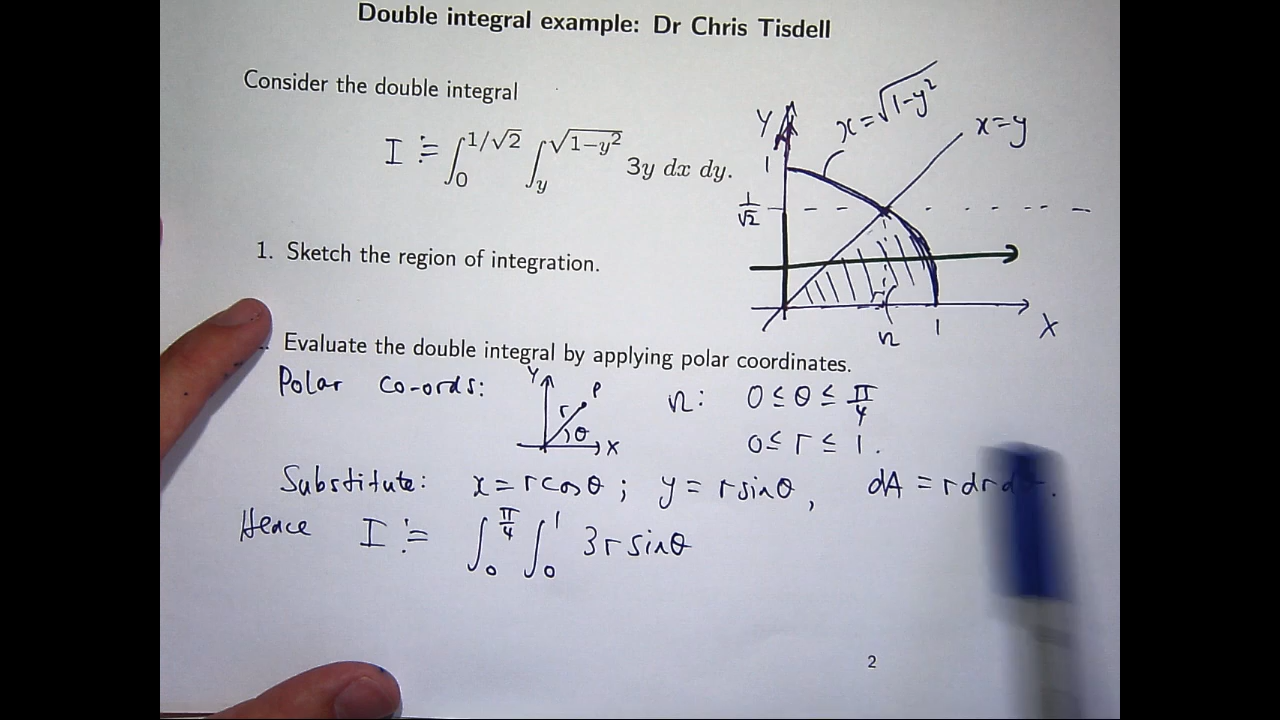 Double integral example: Dr Chris Tisdell
Consider the double integral
I := ∫_0^{1/√2} ∫_y^{√(1−y²)} 3y dx dy.
1. Sketch the region of integration.
Y
x=√(1−y²)
x=y
1
1/√2
Ω
1
X
Evaluate the double integral by applying polar coordinates.
Polar co-ords:
Y
r
P
θ
X
Ω: 0 ≤ θ ≤ π/4
0 ≤ r ≤ 1.
Substitute: x = r cos θ ; y = r sin θ, dA = r dr
Hence I := ∫_0^{π/4} ∫_0^1 3r sin θ
2